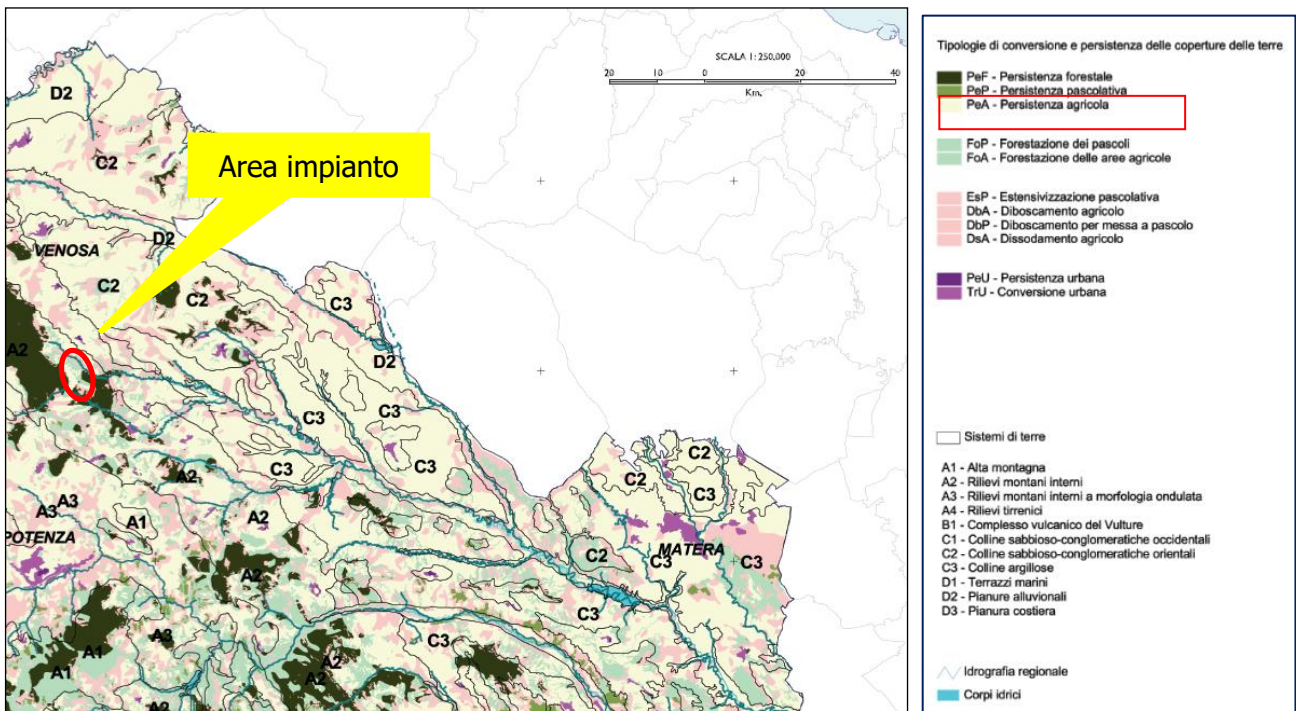 SCALA 1: 250.000
20 10 0 20 40
Km.
D2
C2
Area impianto
VENOSA
D2
C2
C2
C3
A2
D2
C3
C3
C3
C3
A2
A3
A3
A1
A2
POTENZA
C2
C2
C3
C2
MATERA
C3
C3
C3
C3
A2
A3
A1
A1
A2
A2
A2
Tipologie di conversione e persistenza delle coperture delle terre
PeF - Persistenza forestale
PeP - Persistenza pascolativa
PeA - Persistenza agricola
FoP - Forestazione dei pascoli
FoA - Forestazione delle aree agricole
EsP - Estensivizzazione pascolativa
DbA - Diboscamento agricolo
DbP - Diboscamento per messa a pascolo
DsA - Dissodamento agricolo
PeU - Persistenza urbana
TrU - Conversione urbana
Sistemi di terre
A1 - Alta montagna
A2 - Rilievi montani interni
A3 - Rilievi montani interni a morfologia ondulata
A4 - Rilievi tirrenici
B1 - Complesso vulcanico del Vulture
C1 - Colline sabbioso-conglomeratiche occidentali
C2 - Colline sabbioso-conglomeratiche orientali
C3 - Colline argillose
D1 - Terrazzi marini
D2 - Pianure alluvionali
D3 - Pianura costiera
Idrografia regionale
Corpi idrici